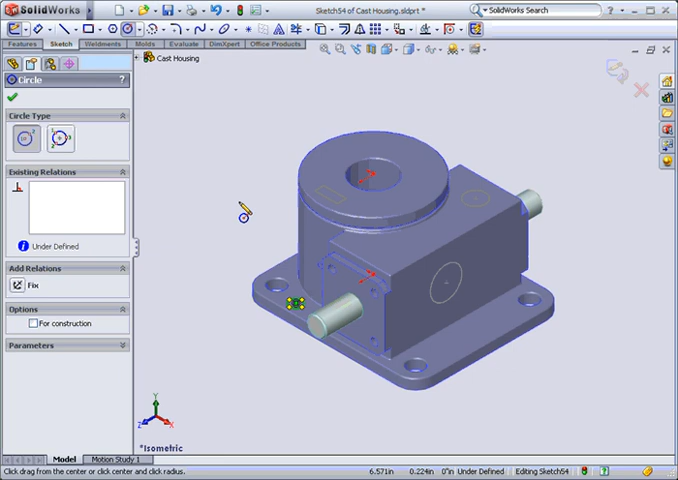 SolidWorks
Sketch54 of Cast Housing.sldprt *
SolidWorks Search
Features
Sketch
Weldments
Molds
Evaluate
DimXpert
Office Products
Cast Housing
Circle
?
Circle Type
Existing Relations
Under Defined
Add Relations
Fix
Options
For construction
Parameters
Y
X
Z
*Isometric
Model
Motion Study 1
Click drag from the center or click center and click radius.
6.571in
0.224in
0"in
Under Defined
Editing Sketch54